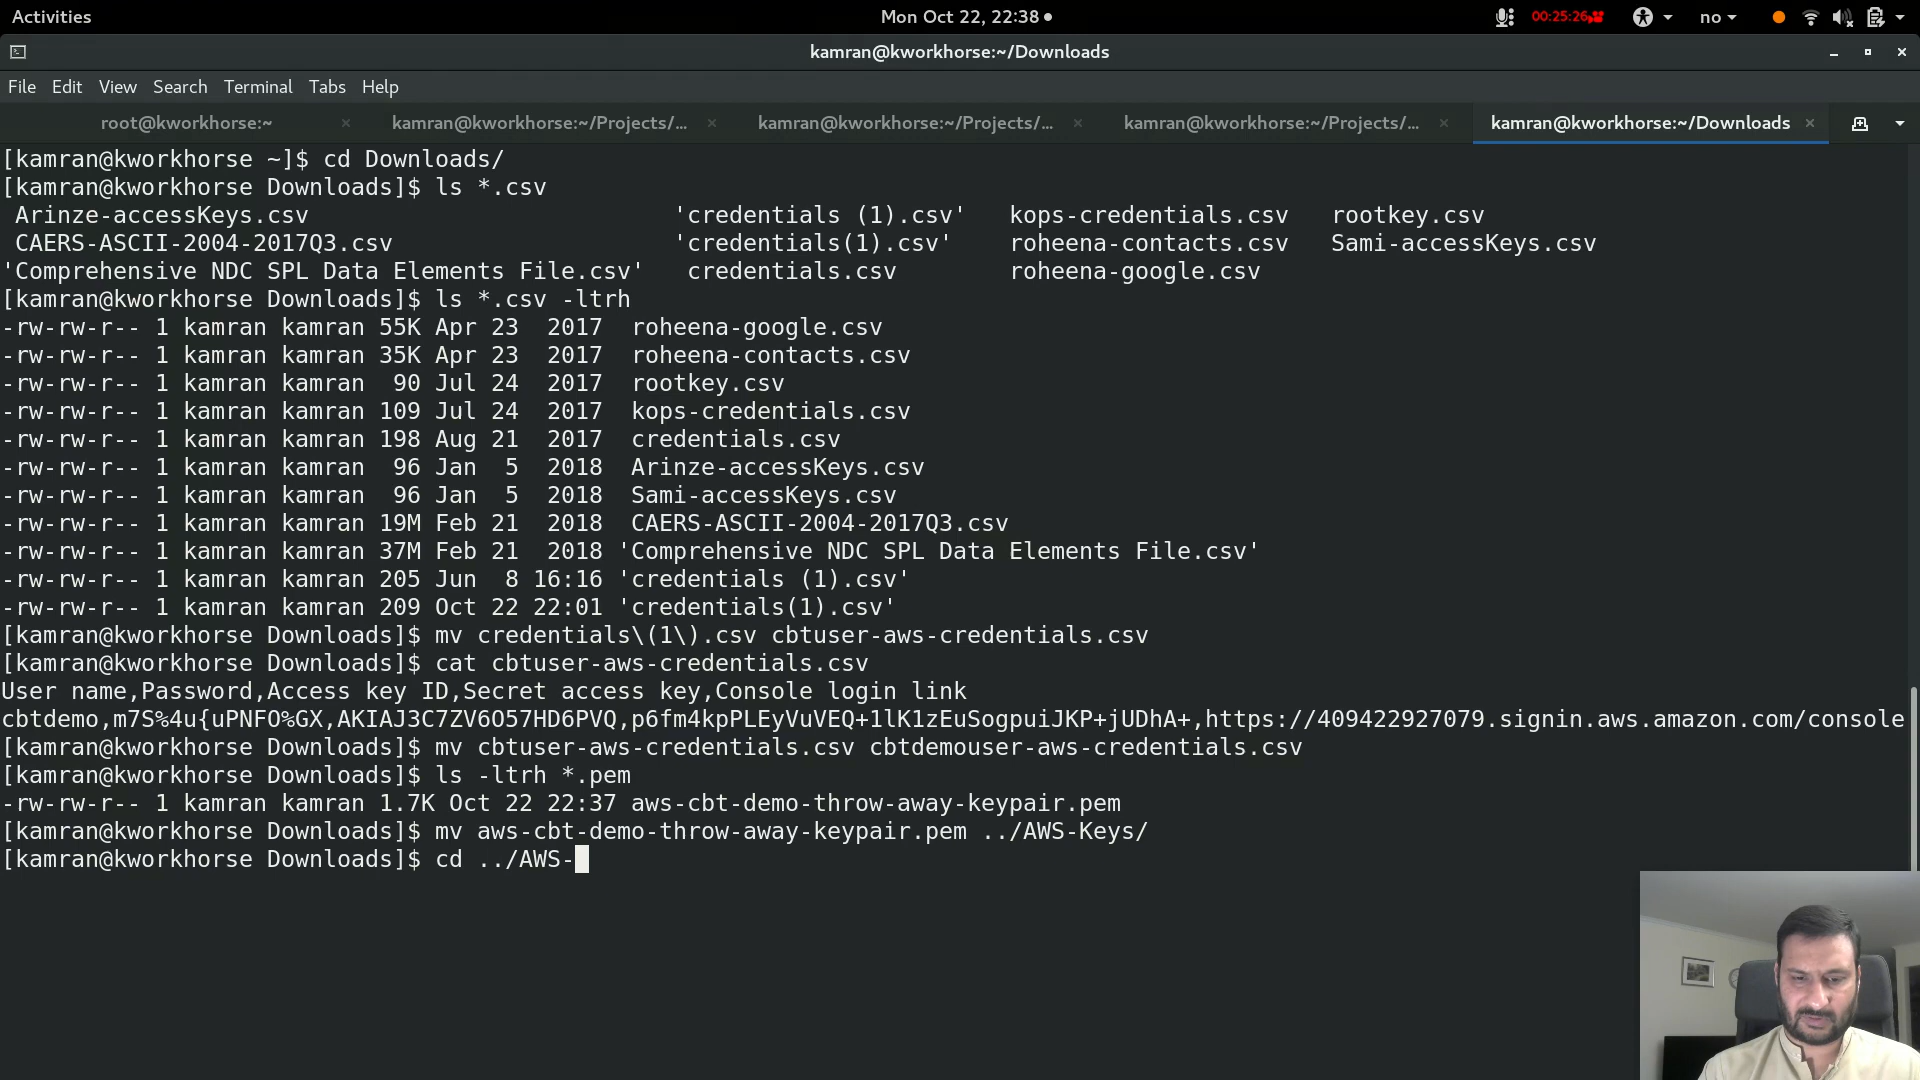 Activities
Mon Oct 22, 22:38
00:25:26
no
kamran@kworkhorse:~/Downloads
File Edit View Search Terminal Tabs Help
root@kworkhorse:~ kamran@kworkhorse:~/Projects/... kamran@kworkhorse:~/Projects/... kamran@kworkhorse:~/Projects/... kamran@kworkhorse:~/Downloads
[kamran@kworkhorse ~]$ cd Downloads/
[kamran@kworkhorse Downloads]$ ls *.csv
Arinze-accessKeys.csv 'credentials (1).csv' kops-credentials.csv rootkey.csv
CAERS-ASCII-2004-2017Q3.csv 'credentials(1).csv' roheena-contacts.csv Sami-accessKeys.csv
'Comprehensive NDC SPL Data Elements File.csv' credentials.csv roheena-google.csv
[kamran@kworkhorse Downloads]$ ls *.csv -ltrh
-rw-rw-r-- 1 kamran kamran 55K Apr 23 2017 roheena-google.csv
-rw-rw-r-- 1 kamran kamran 35K Apr 23 2017 roheena-contacts.csv
-rw-rw-r-- 1 kamran kamran 90 Jul 24 2017 rootkey.csv
-rw-rw-r-- 1 kamran kamran 109 Jul 24 2017 kops-credentials.csv
-rw-rw-r-- 1 kamran kamran 198 Aug 21 2017 credentials.csv
-rw-rw-r-- 1 kamran kamran 96 Jan 5 2018 Arinze-accessKeys.csv
-rw-rw-r-- 1 kamran kamran 96 Jan 5 2018 Sami-accessKeys.csv
-rw-rw-r-- 1 kamran kamran 19M Feb 21 2018 CAERS-ASCII-2004-2017Q3.csv
-rw-rw-r-- 1 kamran kamran 37M Feb 21 2018 'Comprehensive NDC SPL Data Elements File.csv'
-rw-rw-r-- 1 kamran kamran 205 Jun 8 16:16 'credentials (1).csv'
-rw-rw-r-- 1 kamran kamran 209 Oct 22 22:01 'credentials(1).csv'
[kamran@kworkhorse Downloads]$ mv credentials\(1\).csv cbtuser-aws-credentials.csv
[kamran@kworkhorse Downloads]$ cat cbtuser-aws-credentials.csv
User name,Password,Access key ID,Secret access key,Console login link
cbtdemo,m7S%4u{uPNFO%GX,AKIAJ3C7ZV6O57HD6PVQ,p6fm4kpPLEyVuVEQ+1lK1zEuSogpuiJKP+jUDhA+,https://409422927079.signin.aws.amazon.com/console
[kamran@kworkhorse Downloads]$ mv cbtuser-aws-credentials.csv cbtdemouser-aws-credentials.csv
[kamran@kworkhorse Downloads]$ ls -ltrh *.pem
-rw-rw-r-- 1 kamran kamran 1.7K Oct 22 22:37 aws-cbt-demo-throw-away-keypair.pem
[kamran@kworkhorse Downloads]$ mv aws-cbt-demo-throw-away-keypair.pem ../AWS-Keys/
[kamran@kworkhorse Downloads]$ cd ../AWS-